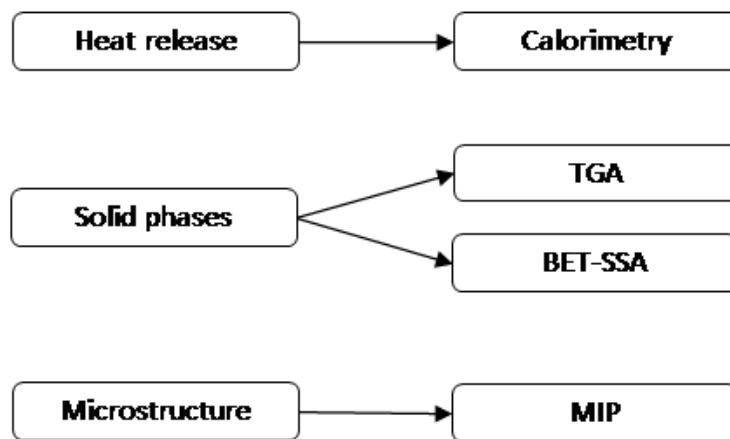 Heat release
Calorimetry
TGA
Solid phases
BET-SSA
Microstructure
MIP